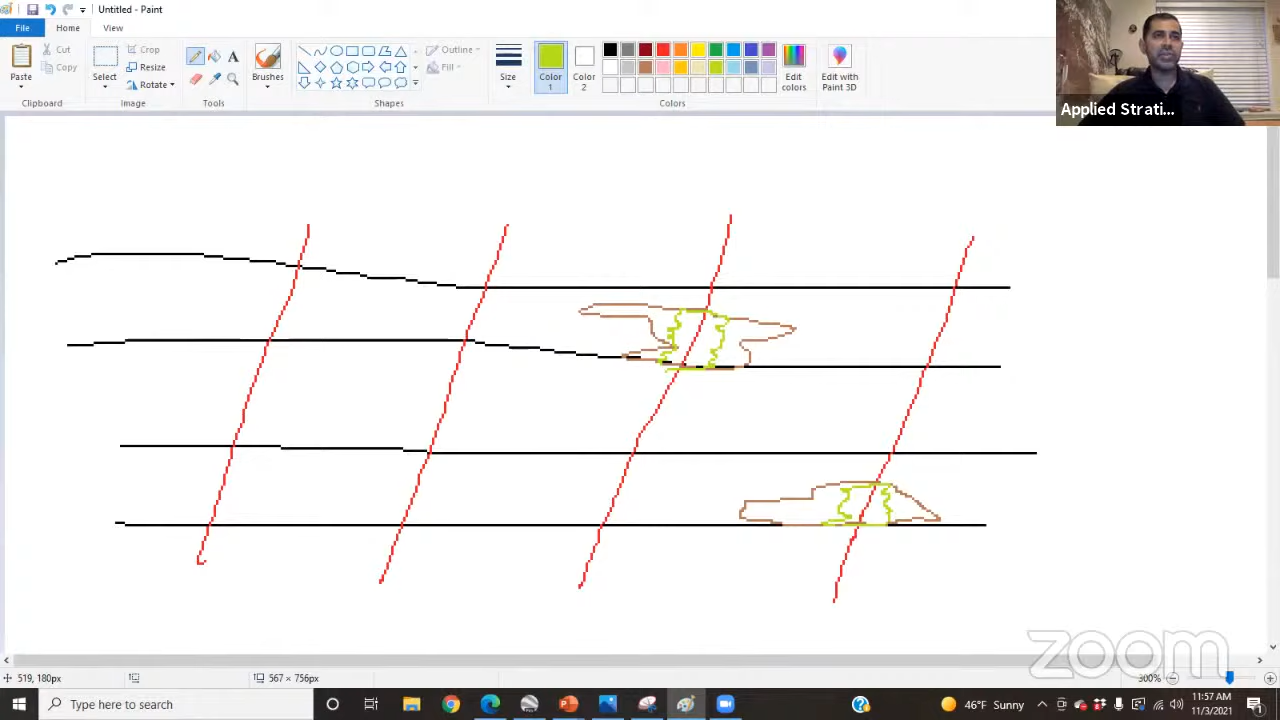 Untitled - Paint
File Home View
Paste
Cut
Copy
Clipboard
Select
Crop
Resize
Rotate
Image
A
Tools
Brushes
Outline
Fill
Shapes
Size
Color 1
Color 2
Colors
Edit colors
Edit with Paint 3D
Applied Strati...
zoom
519, 180px
567 × 756px
300%
Type here to search
46°F Sunny
11:57 AM
11/3/2021
1